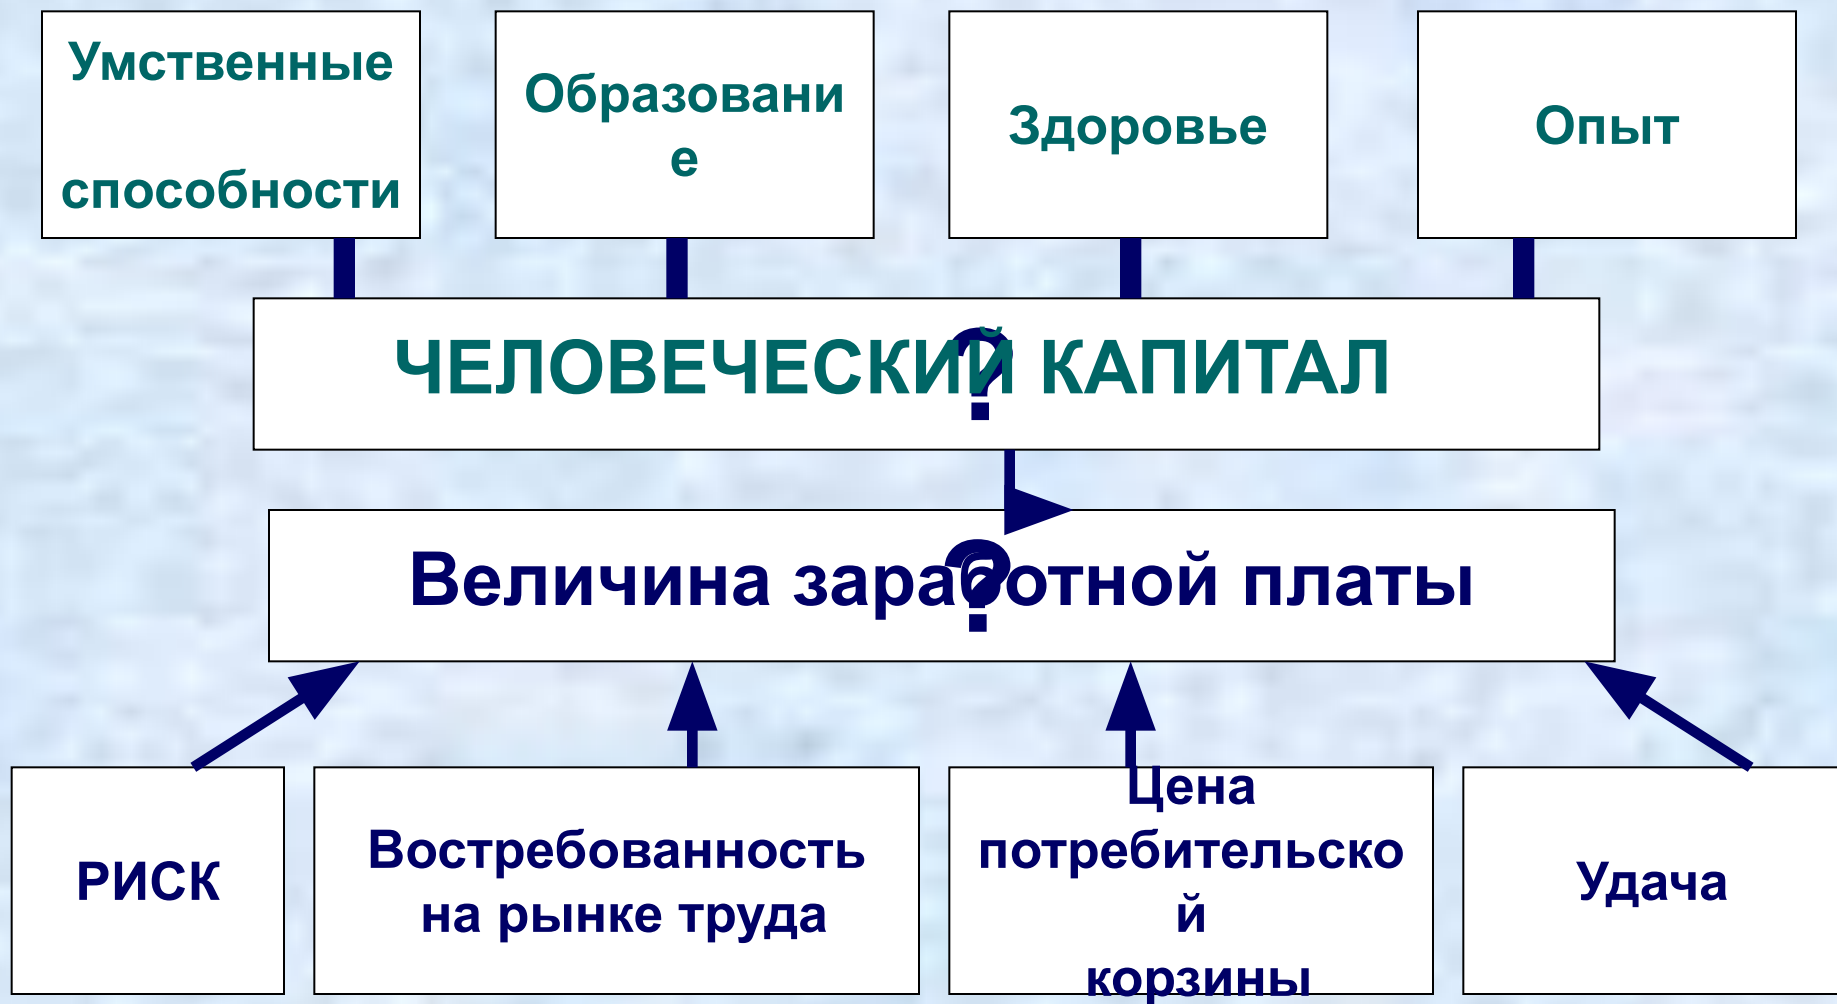 Умственные
способности
Образовани
е
Здоровье
Опыт
ЧЕЛОВЕЧЕСКИЙ КАПИТАЛ
?
Величина заработной платы
?
РИСК
Востребованность
на рынке труда
Цена
потребительско
й
корзины
Удача